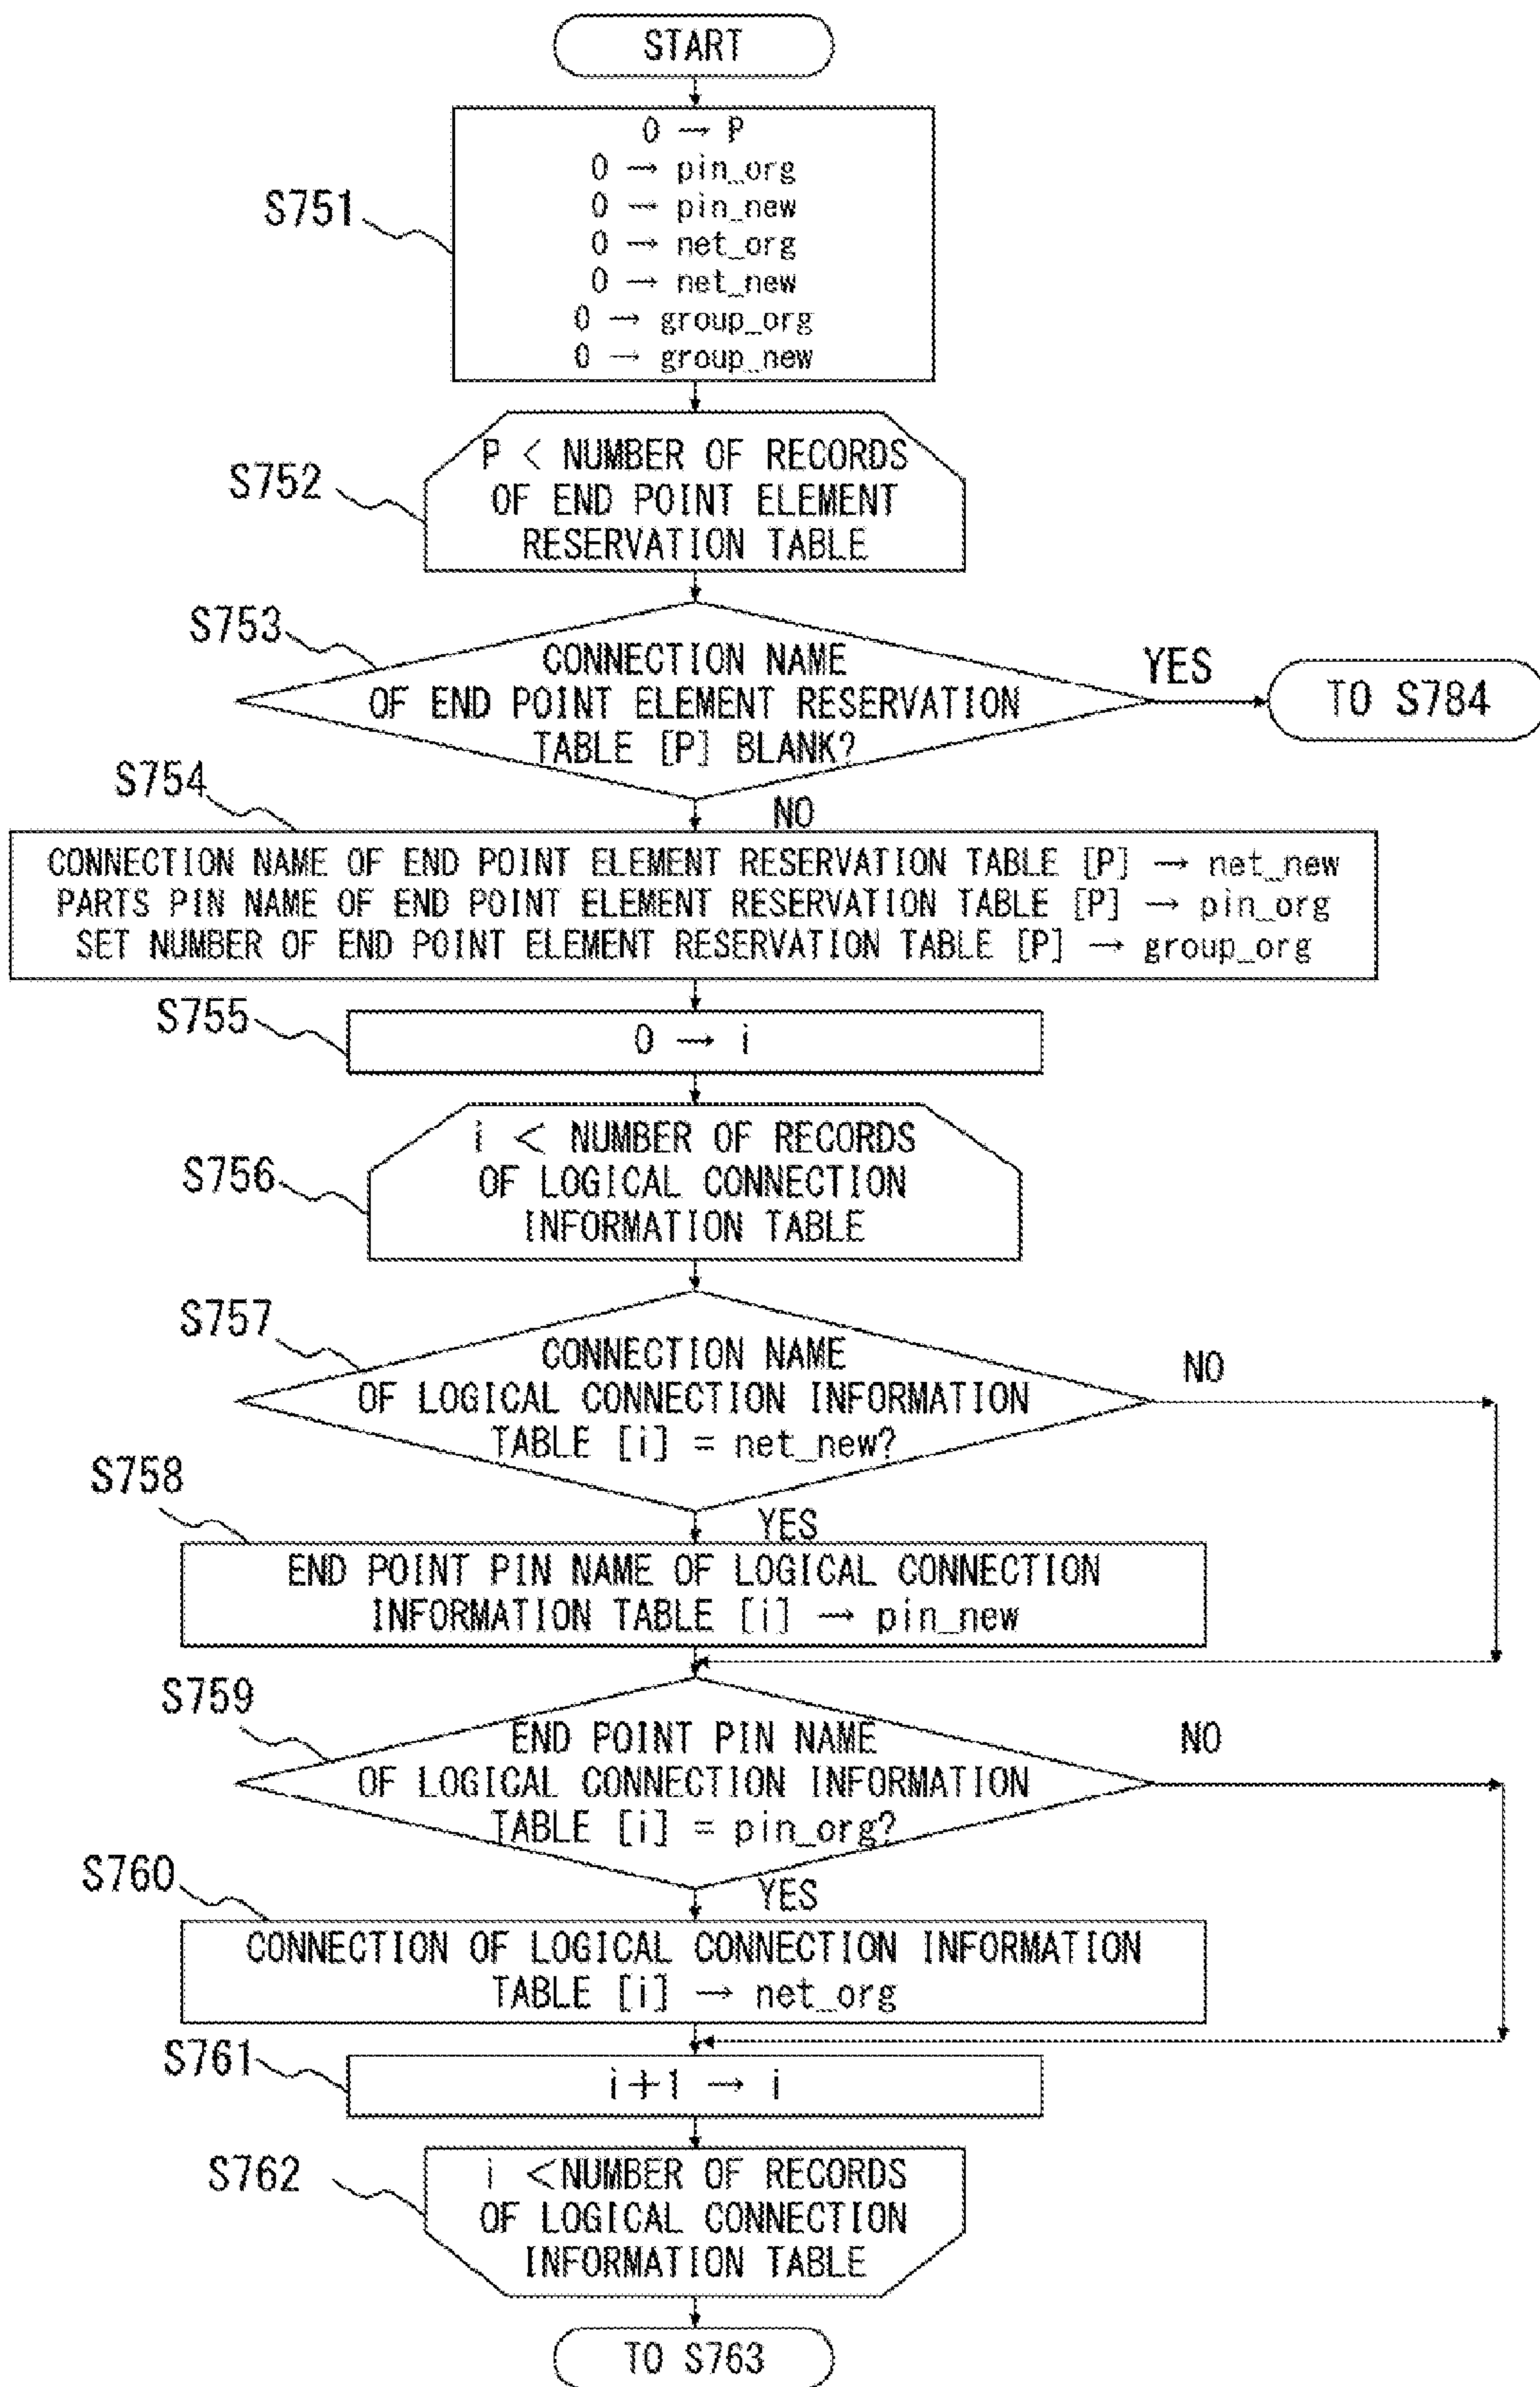 START
S751
0 → P
0 → pin_org
0 → pin_new
0 → net_org
0 → net_new
0 → group_org
0 → group_new
S752
P < NUMBER OF RECORDS
OF END POINT ELEMENT
RESERVATION TABLE
S753
CONNECTION NAME
OF END POINT ELEMENT RESERVATION
TABLE [P] BLANK?
YES
TO S784
NO
S754
CONNECTION NAME OF END POINT ELEMENT RESERVATION TABLE [P] → net_new
PARTS PIN NAME OF END POINT ELEMENT RESERVATION TABLE [P] → pin_org
SET NUMBER OF END POINT ELEMENT RESERVATION TABLE [P] → group_org
S755
0 → i
S756
i < NUMBER OF RECORDS
OF LOGICAL CONNECTION
INFORMATION TABLE
S757
CONNECTION NAME
OF LOGICAL CONNECTION INFORMATION
TABLE [i] = net_new?
NO
YES
S758
END POINT PIN NAME OF LOGICAL CONNECTION
INFORMATION TABLE [i] → pin_new
S759
END POINT PIN NAME
OF LOGICAL CONNECTION INFORMATION
TABLE [i] = pin_org?
NO
YES
S760
CONNECTION OF LOGICAL CONNECTION INFORMATION
TABLE [i] → net_org
S761
i+1 → i
S762
i <NUMBER OF RECORDS
OF LOGICAL CONNECTION
INFORMATION TABLE
TO S763